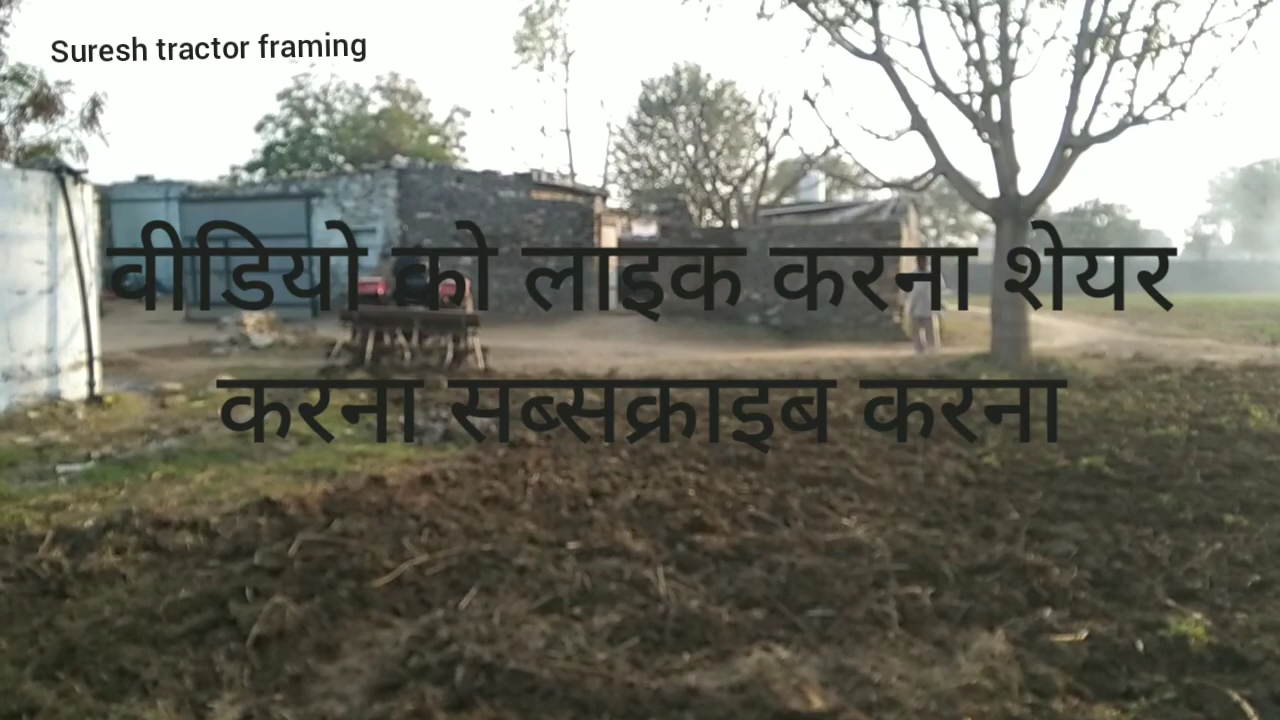 Suresh tractor framing
वीडियो को लाइक करना शेयर
करना सब्सक्राइब करना